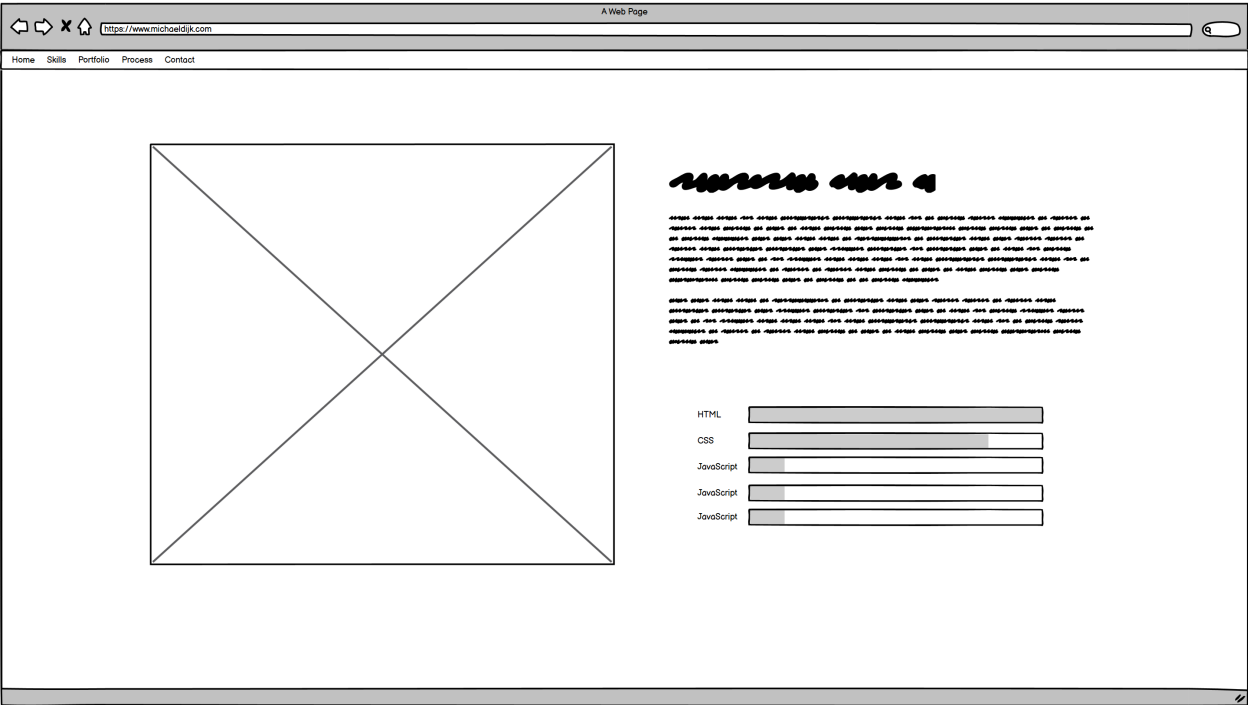 A Web Page
https://www.michaeldijk.com
Home Skills Portfolio Process Contact
HTML
CSS
JavaScript
JavaScript
JavaScript